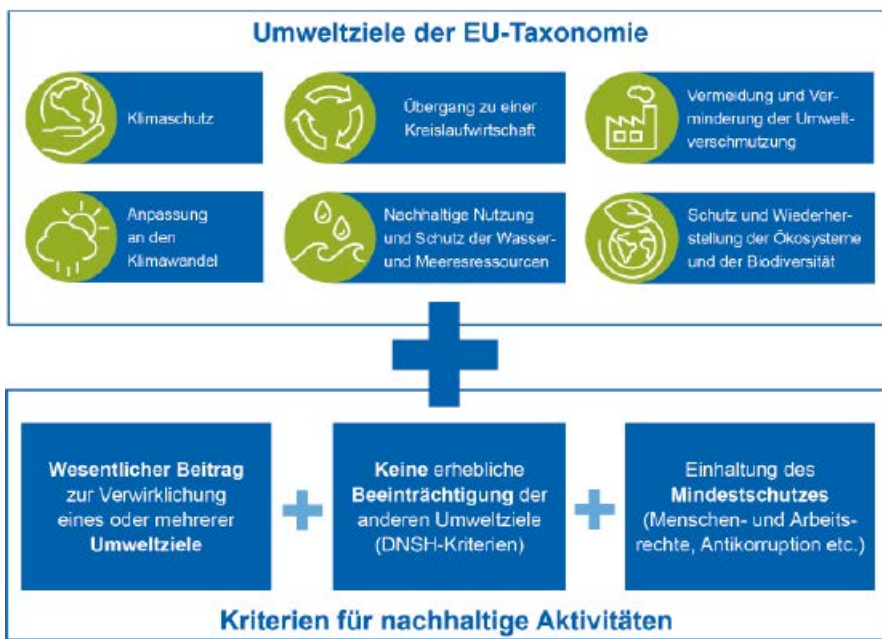 Umweltziele der EU-Taxonomie
Klimaschutz
Übergang zu einer
Kreislaufwirtschaft
Vermeidung und Ver-
minderung der Umwelt-
verschmutzung
Anpassung
an den
Klimawandel
Nachhaltige Nutzung
und Schutz der Wasser-
und Meeresressourcen
Schutz und Wiederher-
stellung der Ökosysteme
und der Biodiversität
Wesentlicher Beitrag
zur Verwirklichung
eines oder mehrerer
Umweltziele
Keine erhebliche
Beeinträchtigung der
anderen Umweltziele
(DNSH-Kriterien)
Einhaltung des
Mindestschutzes
(Menschen- und Arbeits-
rechte, Antikorruption etc.)
Kriterien für nachhaltige Aktivitäten